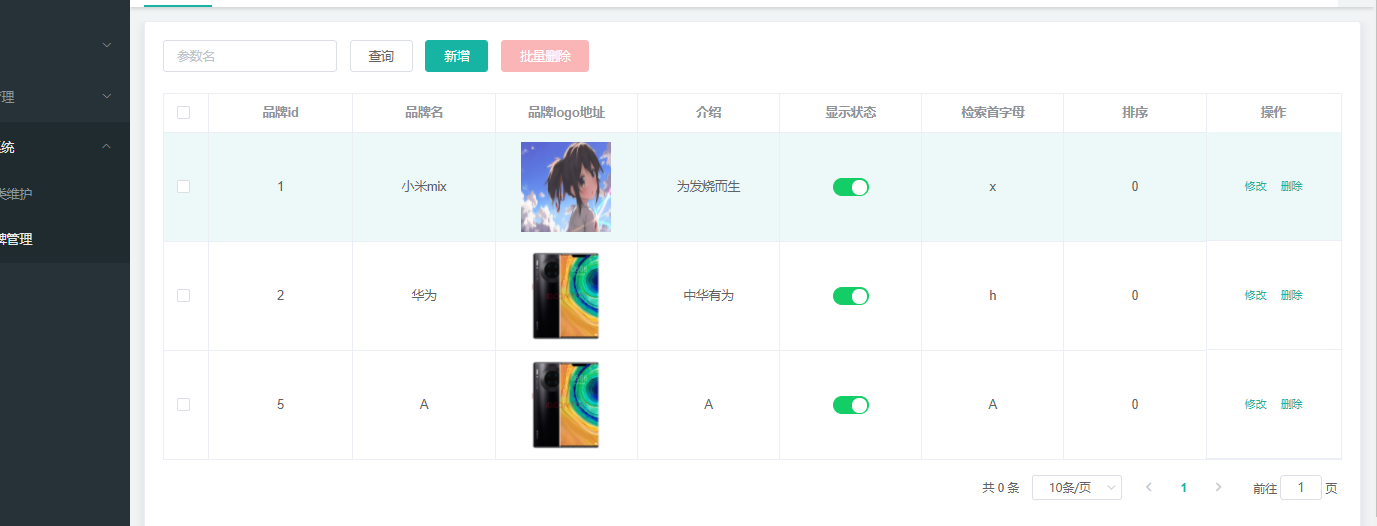 管理
系统
类维护
牌管理
参数名 查询 新增 批量删除
品牌id 品牌名 品牌logo地址 介绍 显示状态 检索首字母 排序 操作
1 小米mix 为发烧而生 x 0 修改 删除
2 华为 中华有为 h 0 修改 删除
5 A A A 0 修改 删除
共 0 条 10条/页 1 前往 1 页